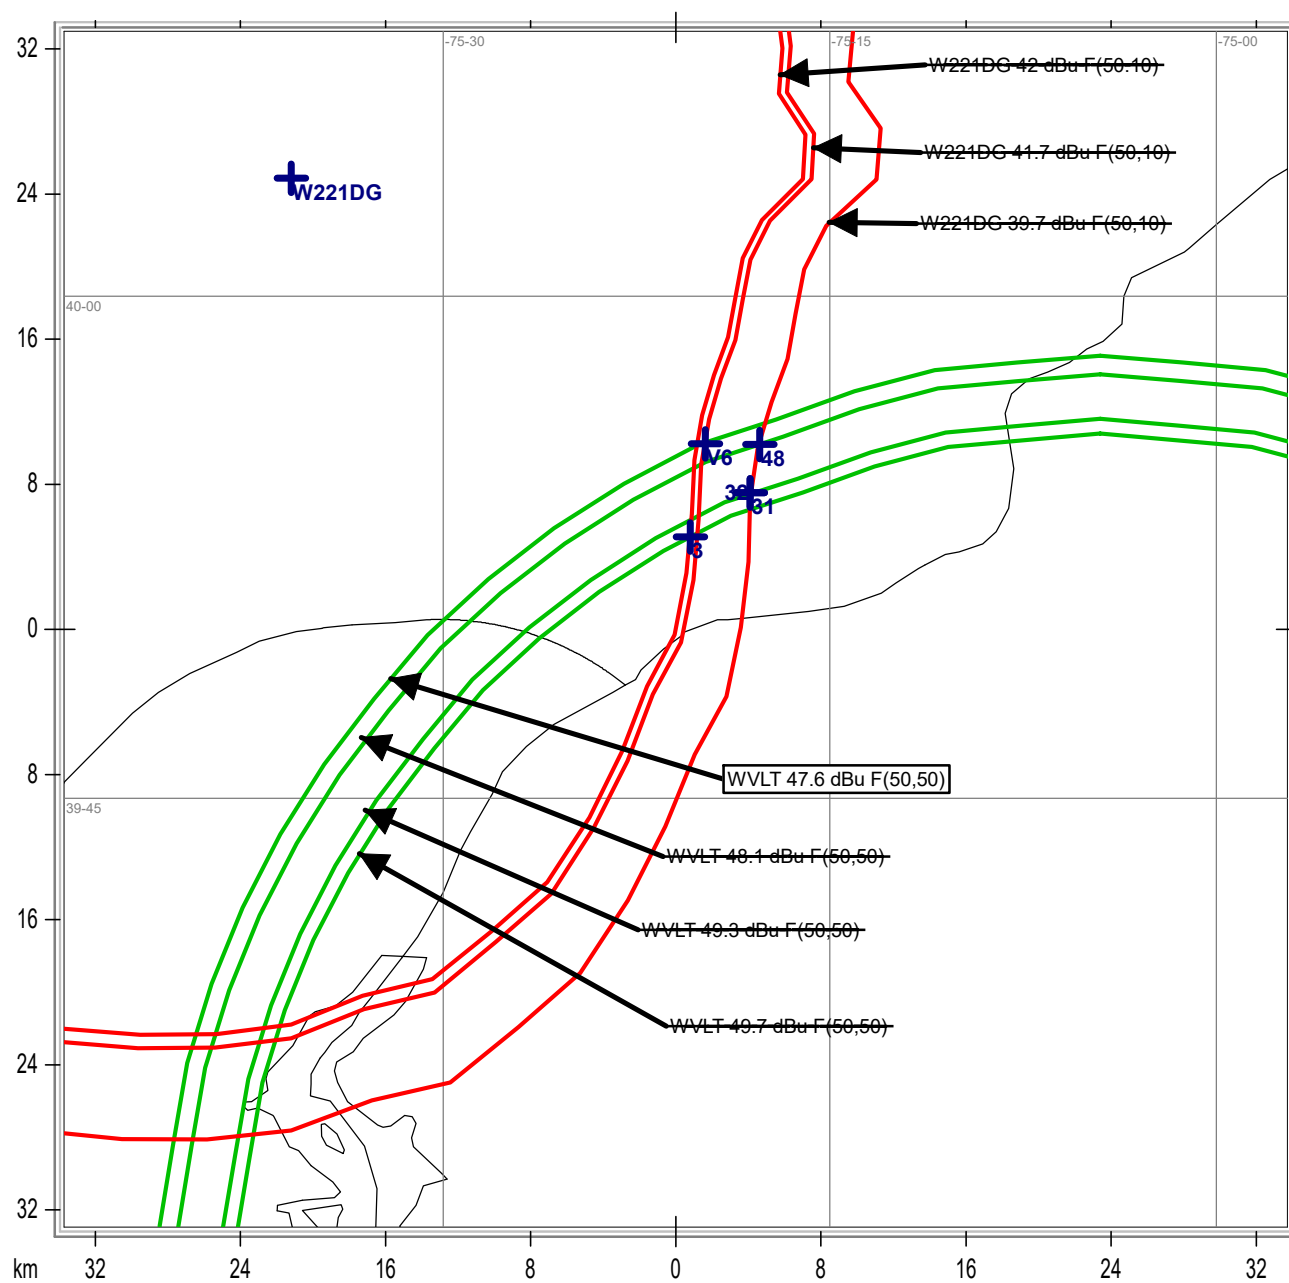 32
-75-30
-75-15
-75-00
W221DG 42 dBu F(50.10)
W221DG 41.7 dBu F(50,10)
W221DG
24
W221DG 39.7 dBu F(50,10)
40-00
16
V6
48
8
32
31
3
0
8
WVLT 47.6 dBu F(50,50)
39-45
WVLT 48.1 dBu F(50,50)
16
WVLT 49.3 dBu F(50,50)
WVLT 49.7 dBu F(50,50)
24
32
km 32 24 16 8 0 8 16 24 32